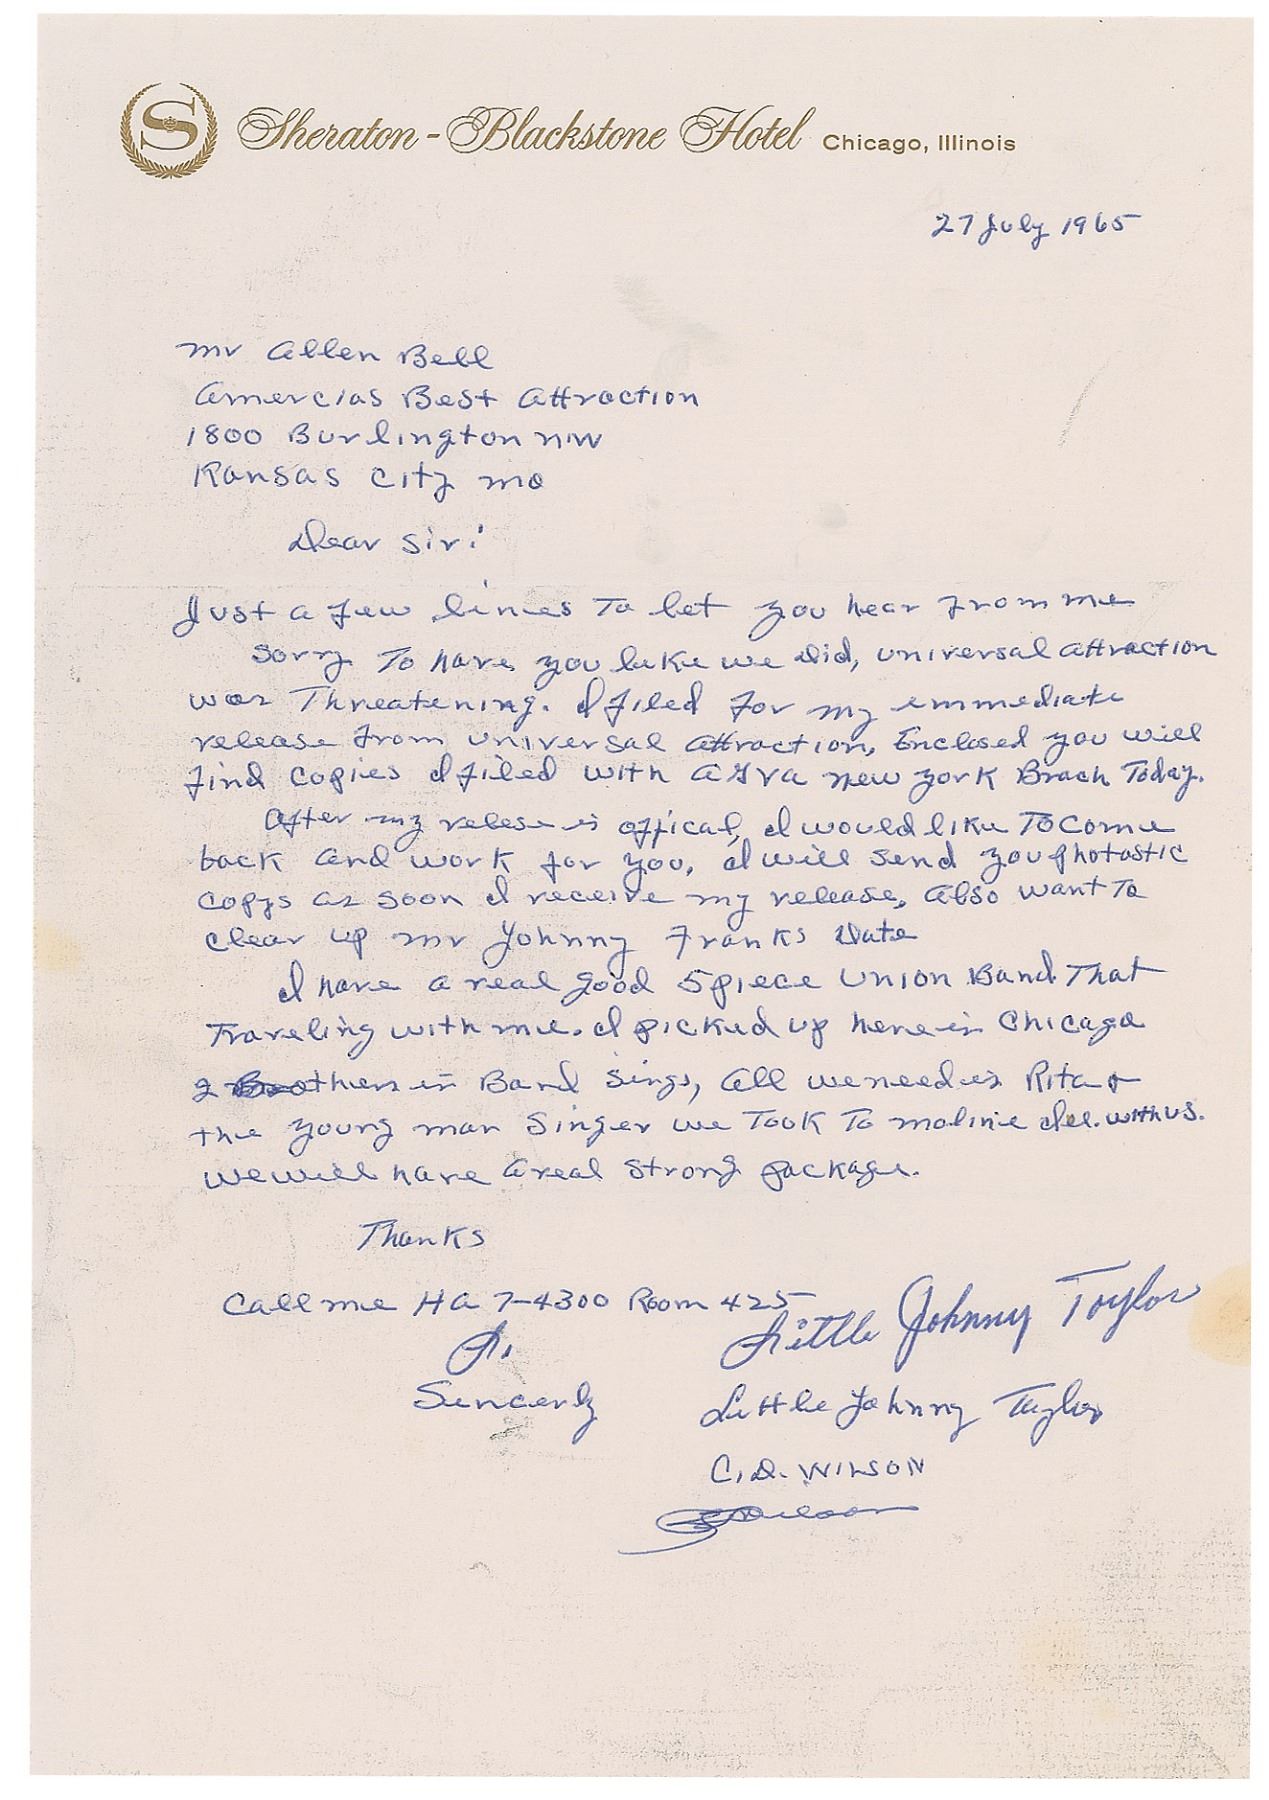 S
Sheraton-Blackstone Hotel Chicago, Illinois
27 July 1965
Mr Allen Bell
Amercias Best Attraction
1800 Burlington NW
Kansas City Mo
Dear Sir:
Just a few lines To let you hear from me
Sorry To have you like we Did, Universal Attraction
was Threatening. I filed for my immediate
release from Universal Attraction, Enclosed you will
find copies I filed with AGVA New York Brach Today.
After my relese is offical, I would like To come
back and work for you, I will send you photostic
copys as soon I receive my release, Also want To
clear up Mr Johnny Franks Date
I have a real good 5 piece Union Band That
Traveling with me. I picked up here in Chicago
2 others in Band sings, All we need is Rita &
the young man Singer we Took To Moline Ill. with us.
we will have a real strong package.
Thanks
Call me HA 7-4300 Room 425
Little Johnny Taylor
Sincerly
Little Johnny Taylor
C.D. WILSON